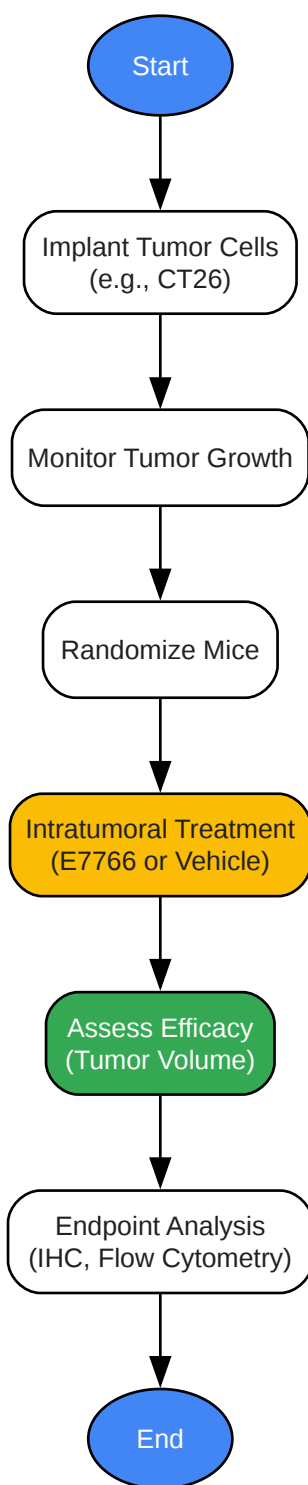 Start
Implant Tumor Cells
(e.g., CT26)
Monitor Tumor Growth
Randomize Mice
Intratumoral Treatment
(E7766 or Vehicle)
Assess Efficacy
(Tumor Volume)
Endpoint Analysis
(IHC, Flow Cytometry)
End